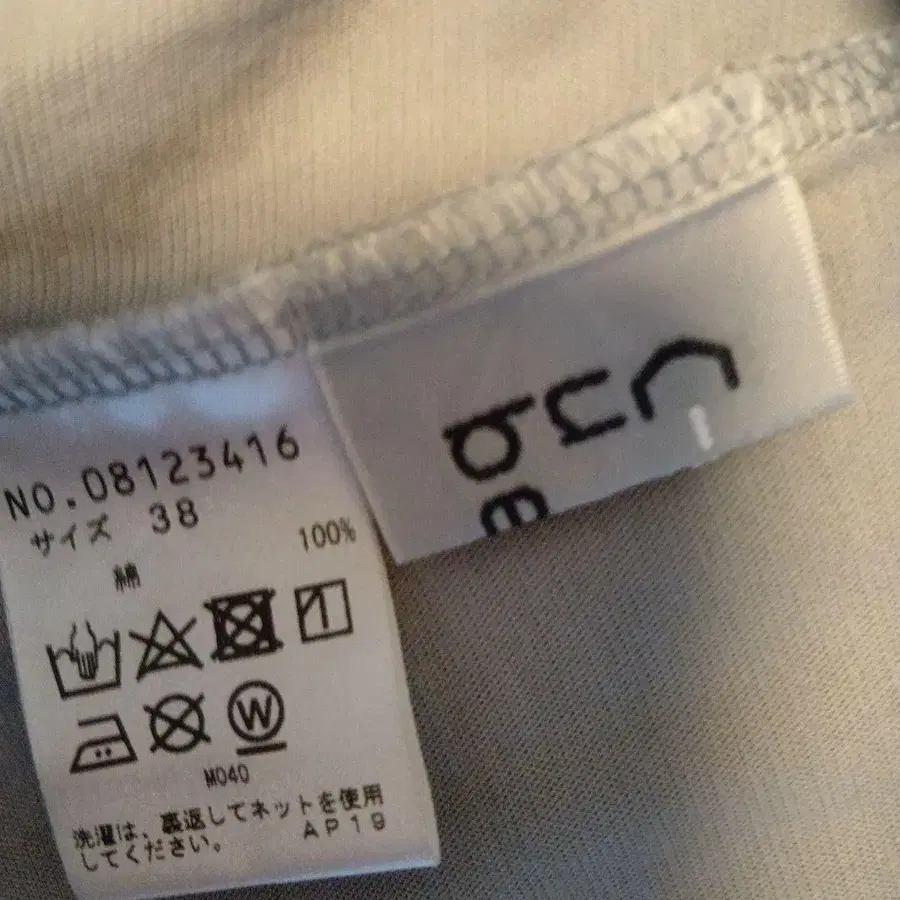 NO.08123416
サイズ 38
綿 100%
W
M040
洗濯は、裏返してネットを使用
してください。 AP19